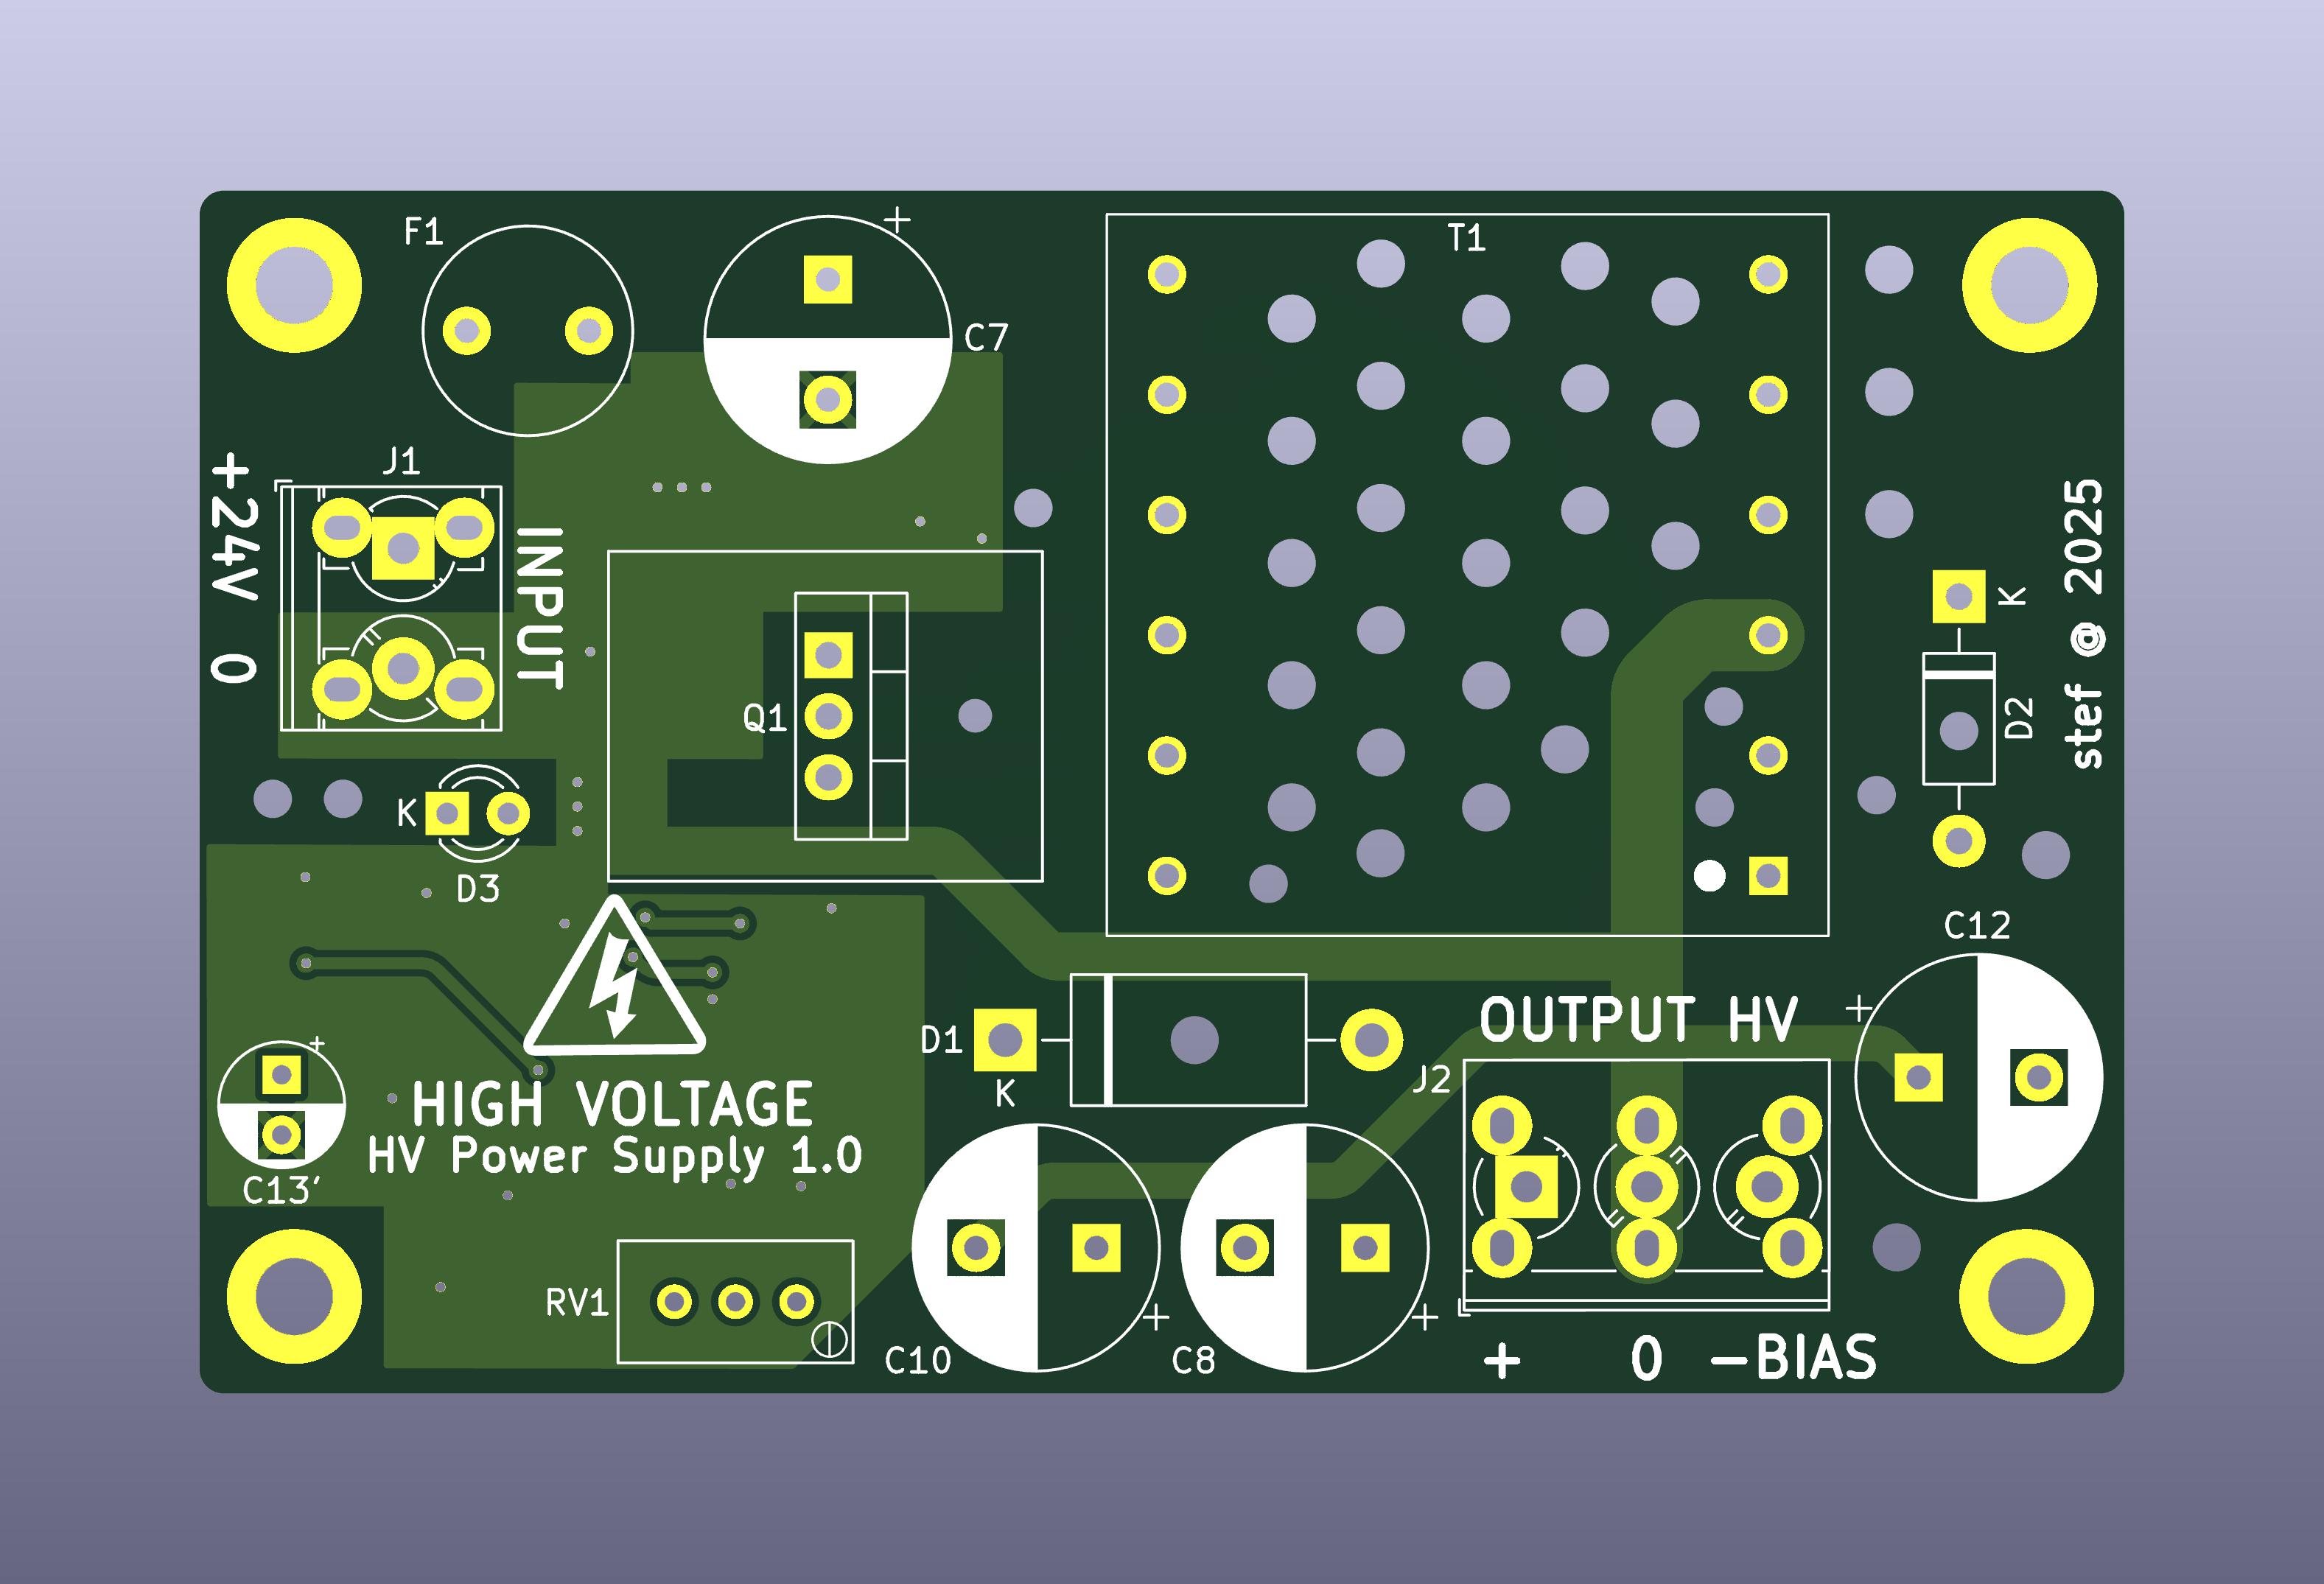 F1
+
C7
T1
J1
+24V
0
INPUT
Q1
K
D3
stef @ 2025
K
D2
C12
+
D1
K
OUTPUT HV
J2
+
C13'
HIGH VOLTAGE
HV Power Supply 1.0
RV1
C10
+
C8
+
+ 0 -BIAS